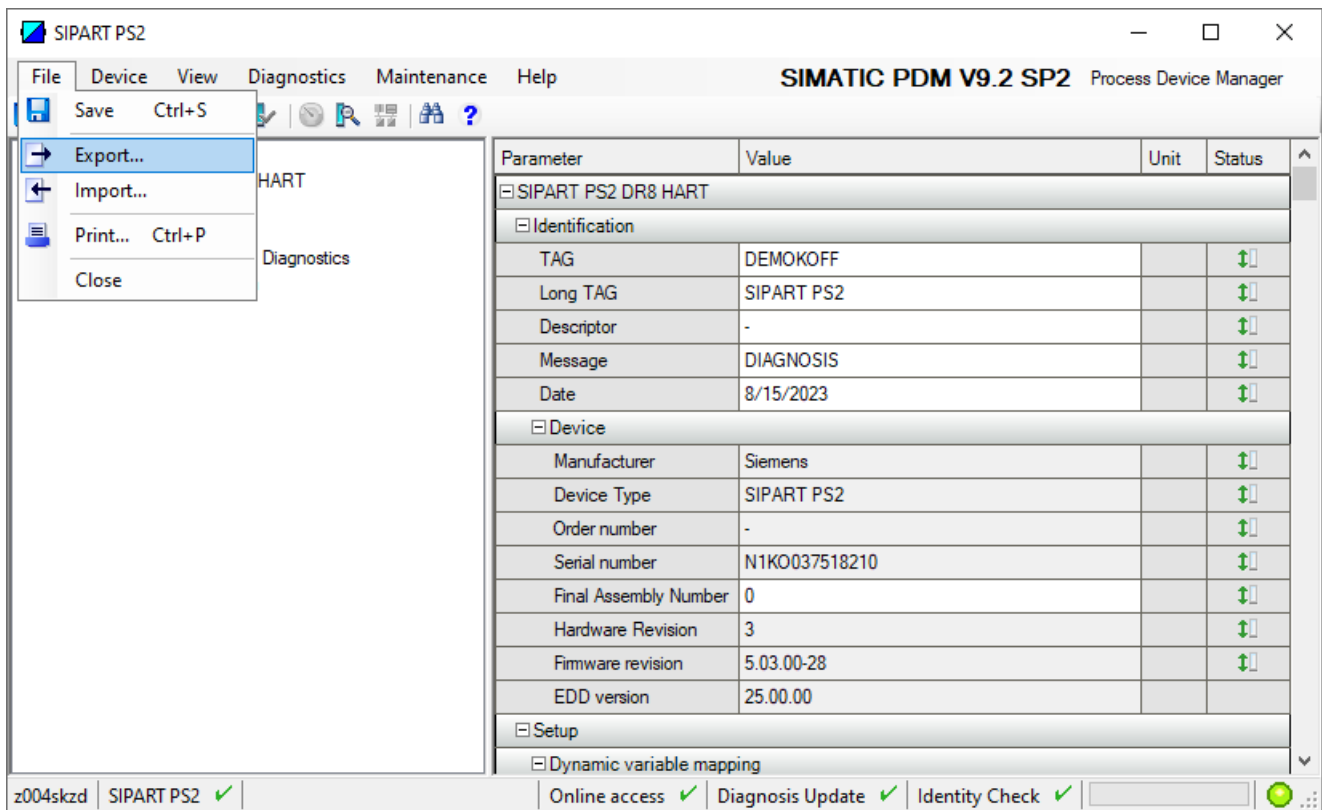 SIPART PS2
File Device View Diagnostics Maintenance Help SIMATIC PDM V9.2 SP2 Process Device Manager
Save Ctrl+S
Export...
Import...
Print... Ctrl+P
Close
HART
Diagnostics
Parameter Value Unit Status
SIPART PS2 DR8 HART
Identification
TAG DEMOKOFF
Long TAG SIPART PS2
Descriptor -
Message DIAGNOSIS
Date 8/15/2023
Device
Manufacturer Siemens
Device Type SIPART PS2
Order number -
Serial number N1KO037518210
Final Assembly Number 0
Hardware Revision 3
Firmware revision 5.03.00-28
EDD version 25.00.00
Setup
Dynamic variable mapping
z004skzd SIPART PS2 Online access Diagnosis Update Identity Check